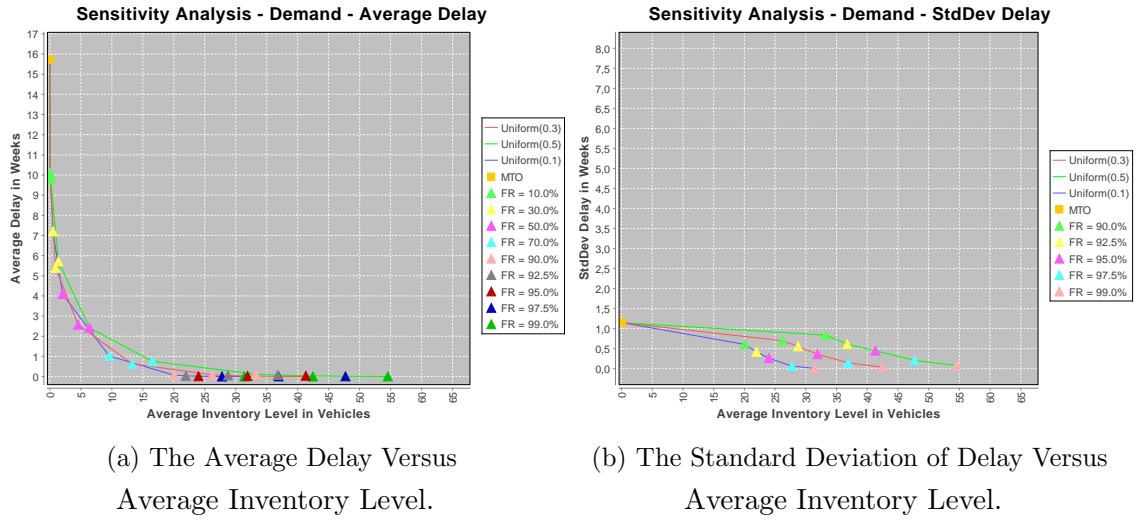 Sensitivity Analysis - Demand - Average Delay
17
16
15
14
13
12
11
10
9
8
7
6
5
4
3
2
1
0
Average Delay in Weeks
0
5
10
15
20
25
30
35
40
45
50
55
60
65
Average Inventory Level in Vehicles
Uniform(0.3)
Uniform(0.5)
Uniform(0.1)
MTO
FR = 10.0%
FR = 30.0%
FR = 50.0%
FR = 70.0%
FR = 90.0%
FR = 92.5%
FR = 95.0%
FR = 97.5%
FR = 99.0%
(a) The Average Delay Versus
Average Inventory Level.
Sensitivity Analysis - Demand - StdDev Delay
8,0
7,5
7,0
6,5
6,0
5,5
5,0
4,5
4,0
3,5
3,0
2,5
2,0
1,5
1,0
0,5
0,0
StdDev Delay in Weeks
0
5
10
15
20
25
30
35
40
45
50
55
60
65
Average Inventory Level in Vehicles
Uniform(0.3)
Uniform(0.5)
Uniform(0.1)
MTO
FR = 90.0%
FR = 92.5%
FR = 95.0%
FR = 97.5%
FR = 99.0%
(b) The Standard Deviation of Delay Versus
Average Inventory Level.